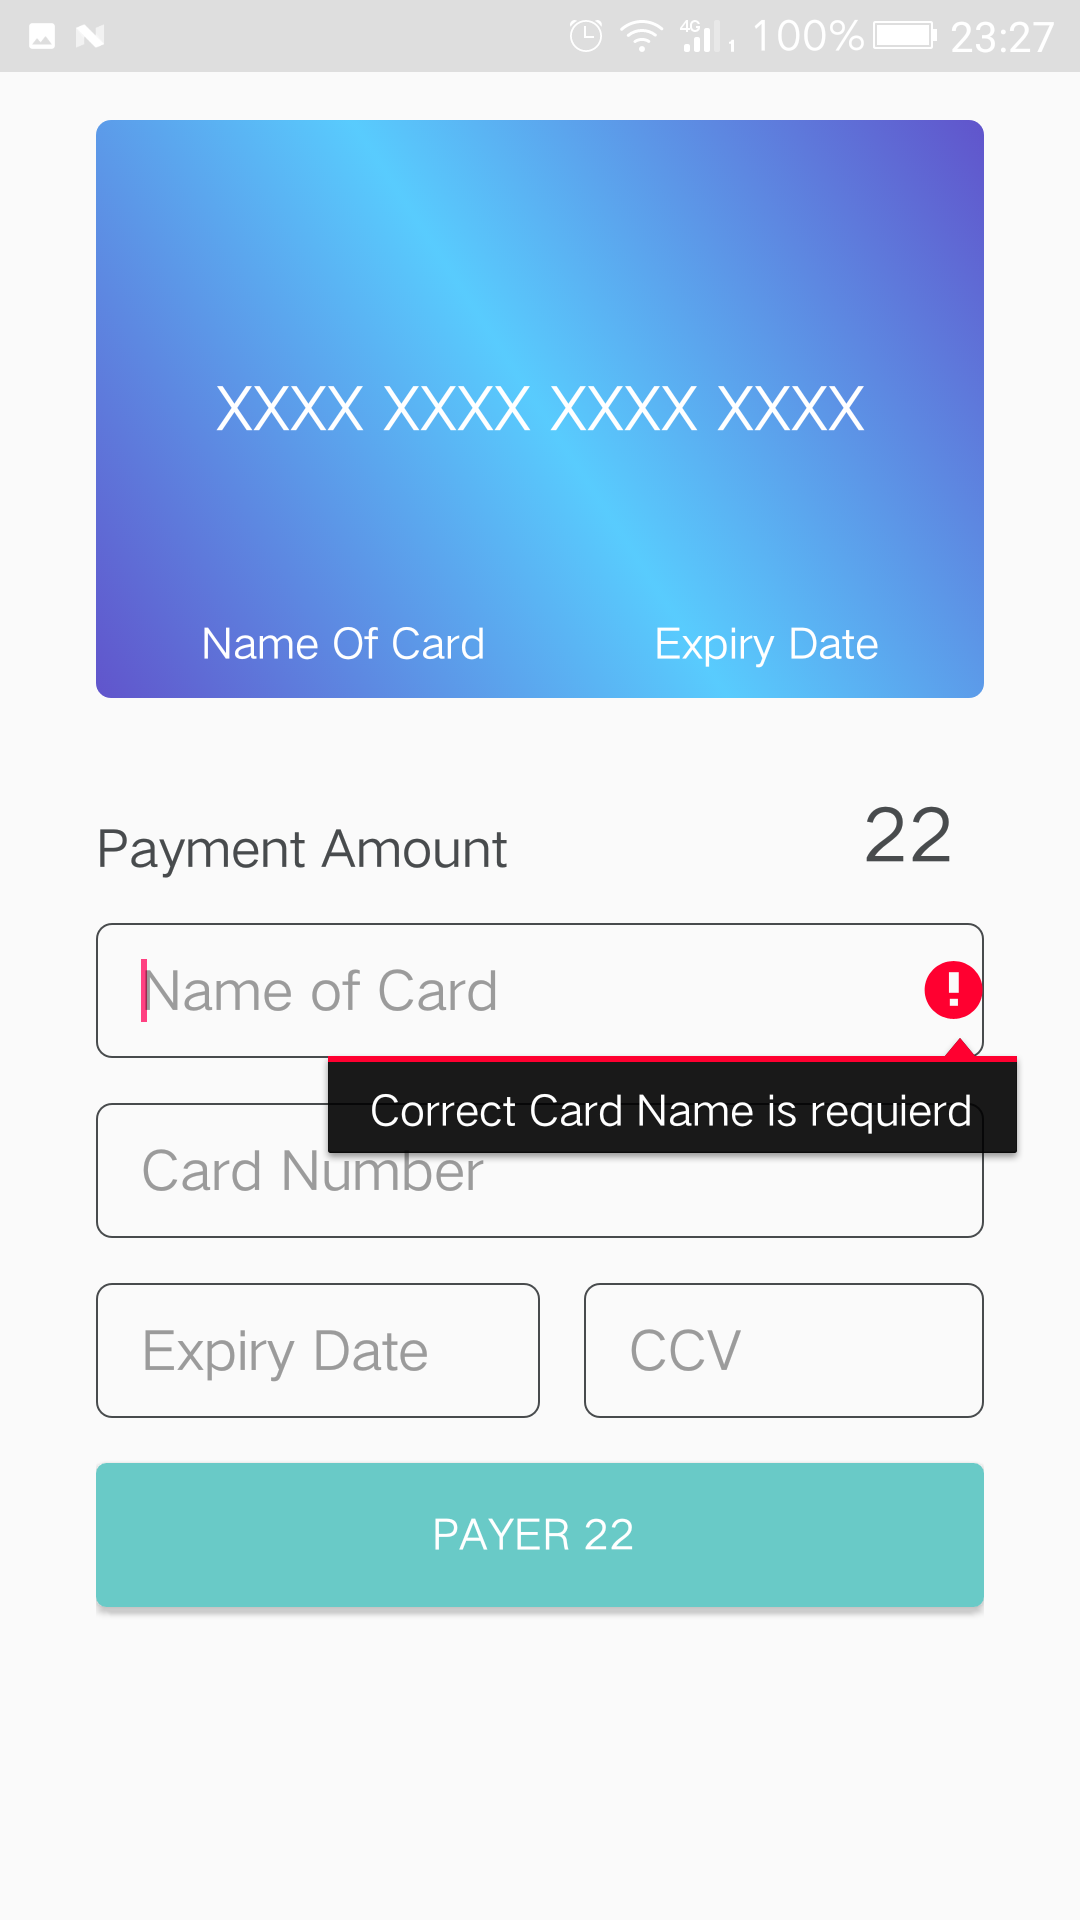 4G 1 100% 23:27
XXXX XXXX XXXX XXXX
Name Of Card Expiry Date
Payment Amount 22
Name of Card
Correct Card Name is requierd
Card Number
Expiry Date CCV
PAYER 22